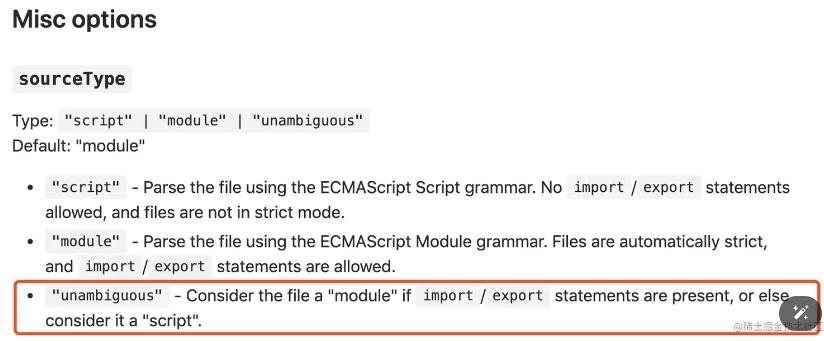 Misc options
sourceType
Type: "script" | "module" | "unambiguous"
Default: "module"
• "script" - Parse the file using the ECMAScript Script grammar. No import / export statements
allowed, and files are not in strict mode.
• "module" - Parse the file using the ECMAScript Module grammar. Files are automatically strict,
and import / export statements are allowed.
• "unambiguous" - Consider the file a "module" if import / export statements are present, or else
consider it a "script".
@稀土掘金技术社区